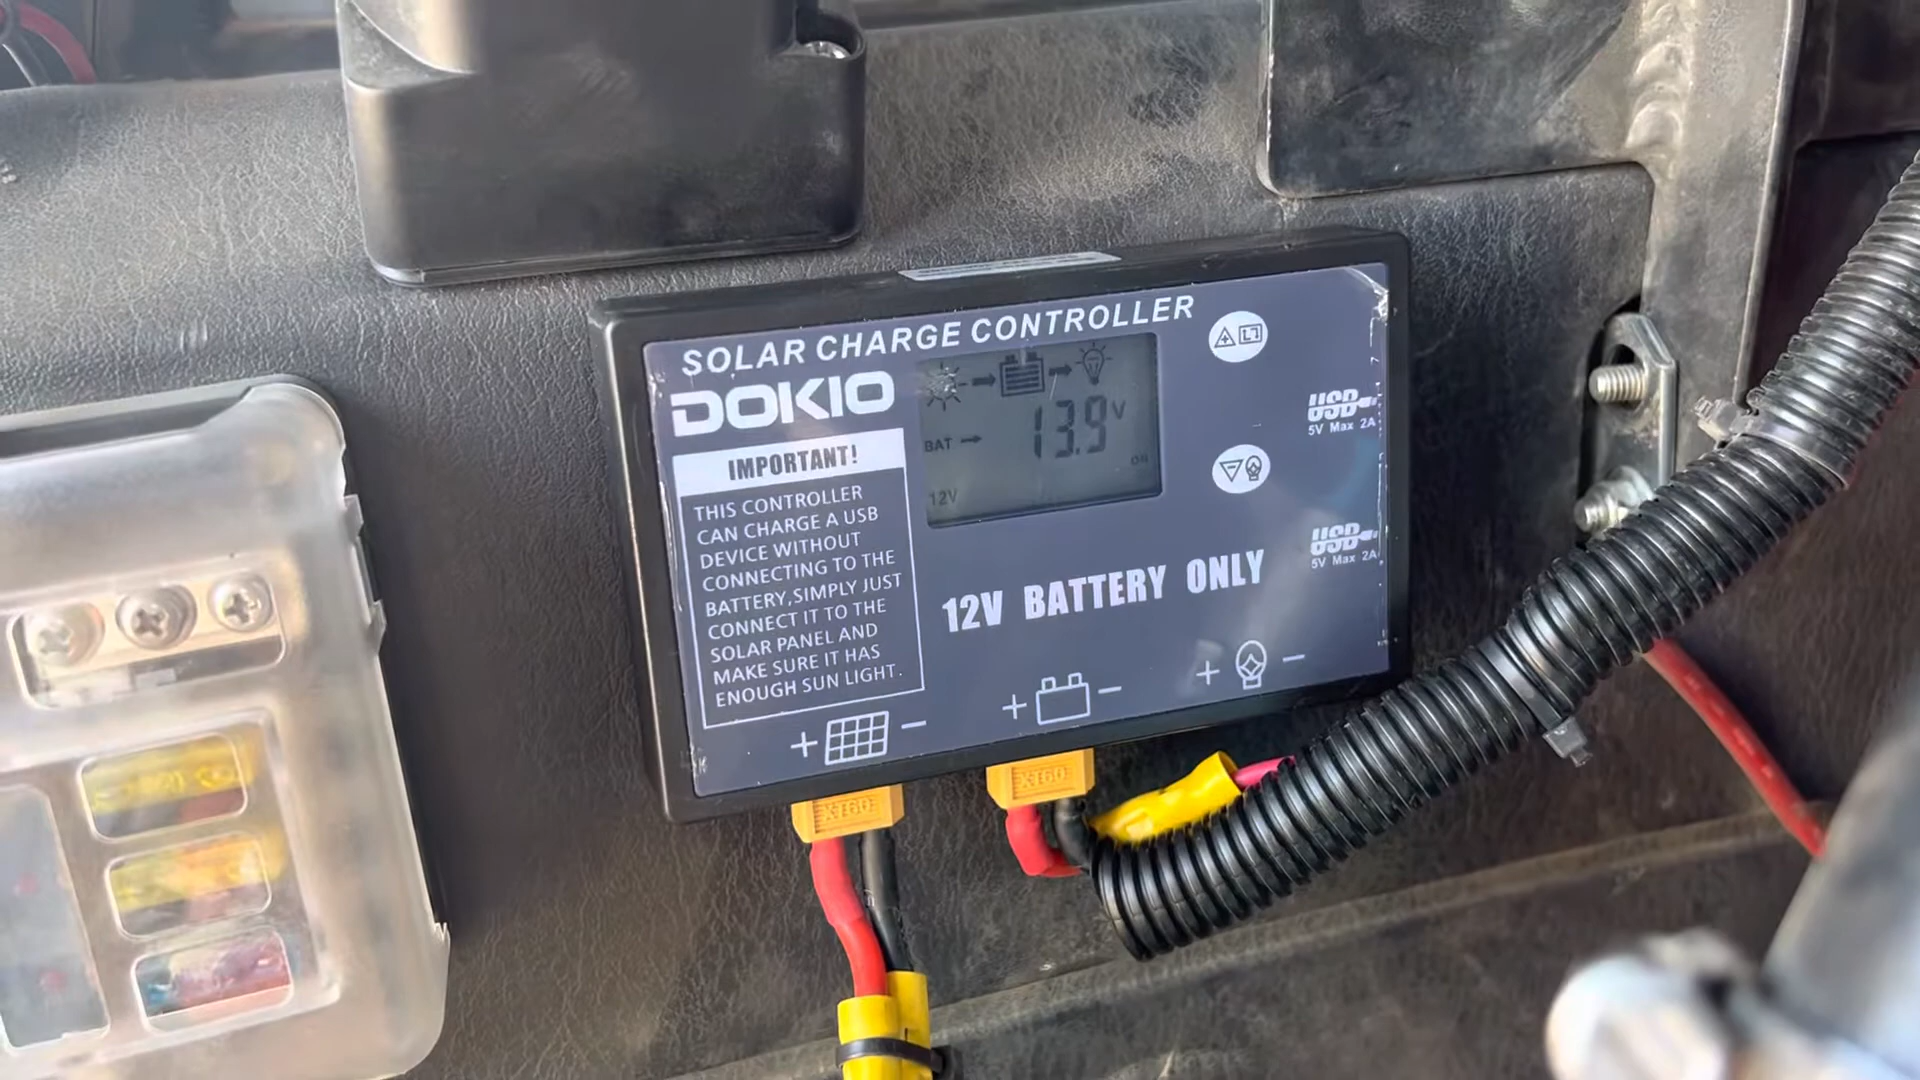 SOLAR CHARGE CONTROLLER
DOKIO
IMPORTANT!
THIS CONTROLLER
CAN CHARGE A USB
DEVICE WITHOUT
CONNECTING TO THE
BATTERY,SIMPLY JUST
CONNECT IT TO THE
SOLAR PANEL AND
MAKE SURE IT HAS
ENOUGH SUN LIGHT.
BAT
13.9V
ON
12V
USB
5V Max 2A
USB
5V Max 2A
12V BATTERY ONLY
+ −
+ −
+ −
XT60
XT60